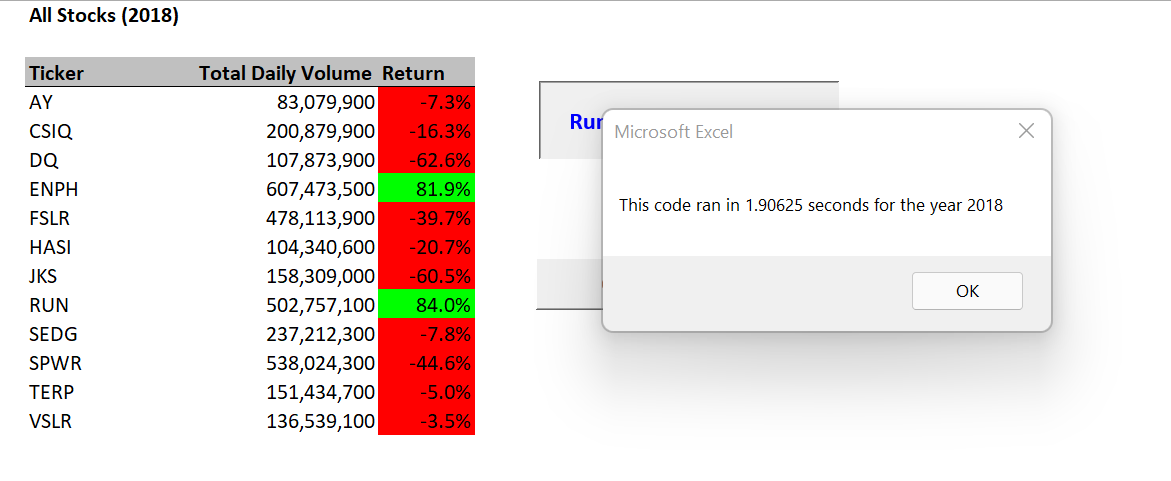 All Stocks (2018)
Ticker Total Daily Volume Return
AY 83,079,900 -7.3%
CSIQ 200,879,900 -16.3%
DQ 107,873,900 -62.6%
ENPH 607,473,500 81.9%
FSLR 478,113,900 -39.7%
HASI 104,340,600 -20.7%
JKS 158,309,000 -60.5%
RUN 502,757,100 84.0%
SEDG 237,212,300 -7.8%
SPWR 538,024,300 -44.6%
TERP 151,434,700 -5.0%
VSLR 136,539,100 -3.5%
Microsoft Excel
This code ran in 1.90625 seconds for the year 2018
OK